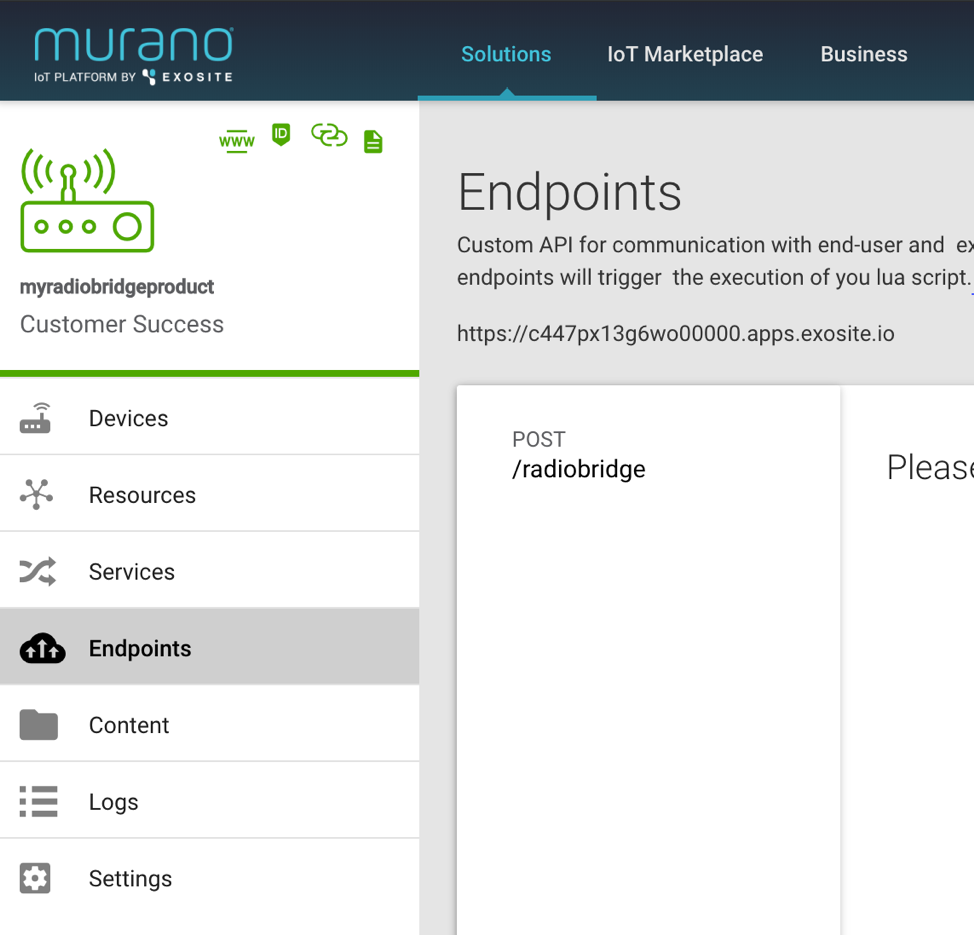 murano
IoT PLATFORM BY EXOSITE
Solutions
IoT Marketplace
Business
WWW
ID
myradiobridgeproduct
Customer Success
Devices
Resources
Services
Endpoints
Content
Logs
Settings
Endpoints
Custom API for communication with end-user and ex
endpoints will trigger the execution of you lua script.
https://c447px13g6wo00000.apps.exosite.io
POST
/radiobridge
Please